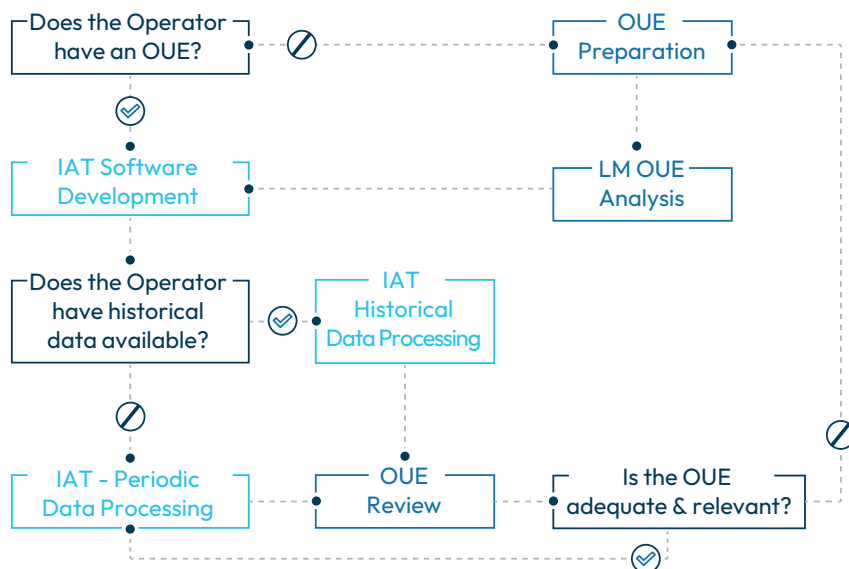 Does the Operator
have an OUE?
OUE
Preparation
IAT Software
Development
LM OUE
Analysis
Does the Operator
have historical
data available?
IAT
Historical
Data Processing
IAT - Periodic
Data Processing
OUE
Review
Is the OUE
adequate & relevant?